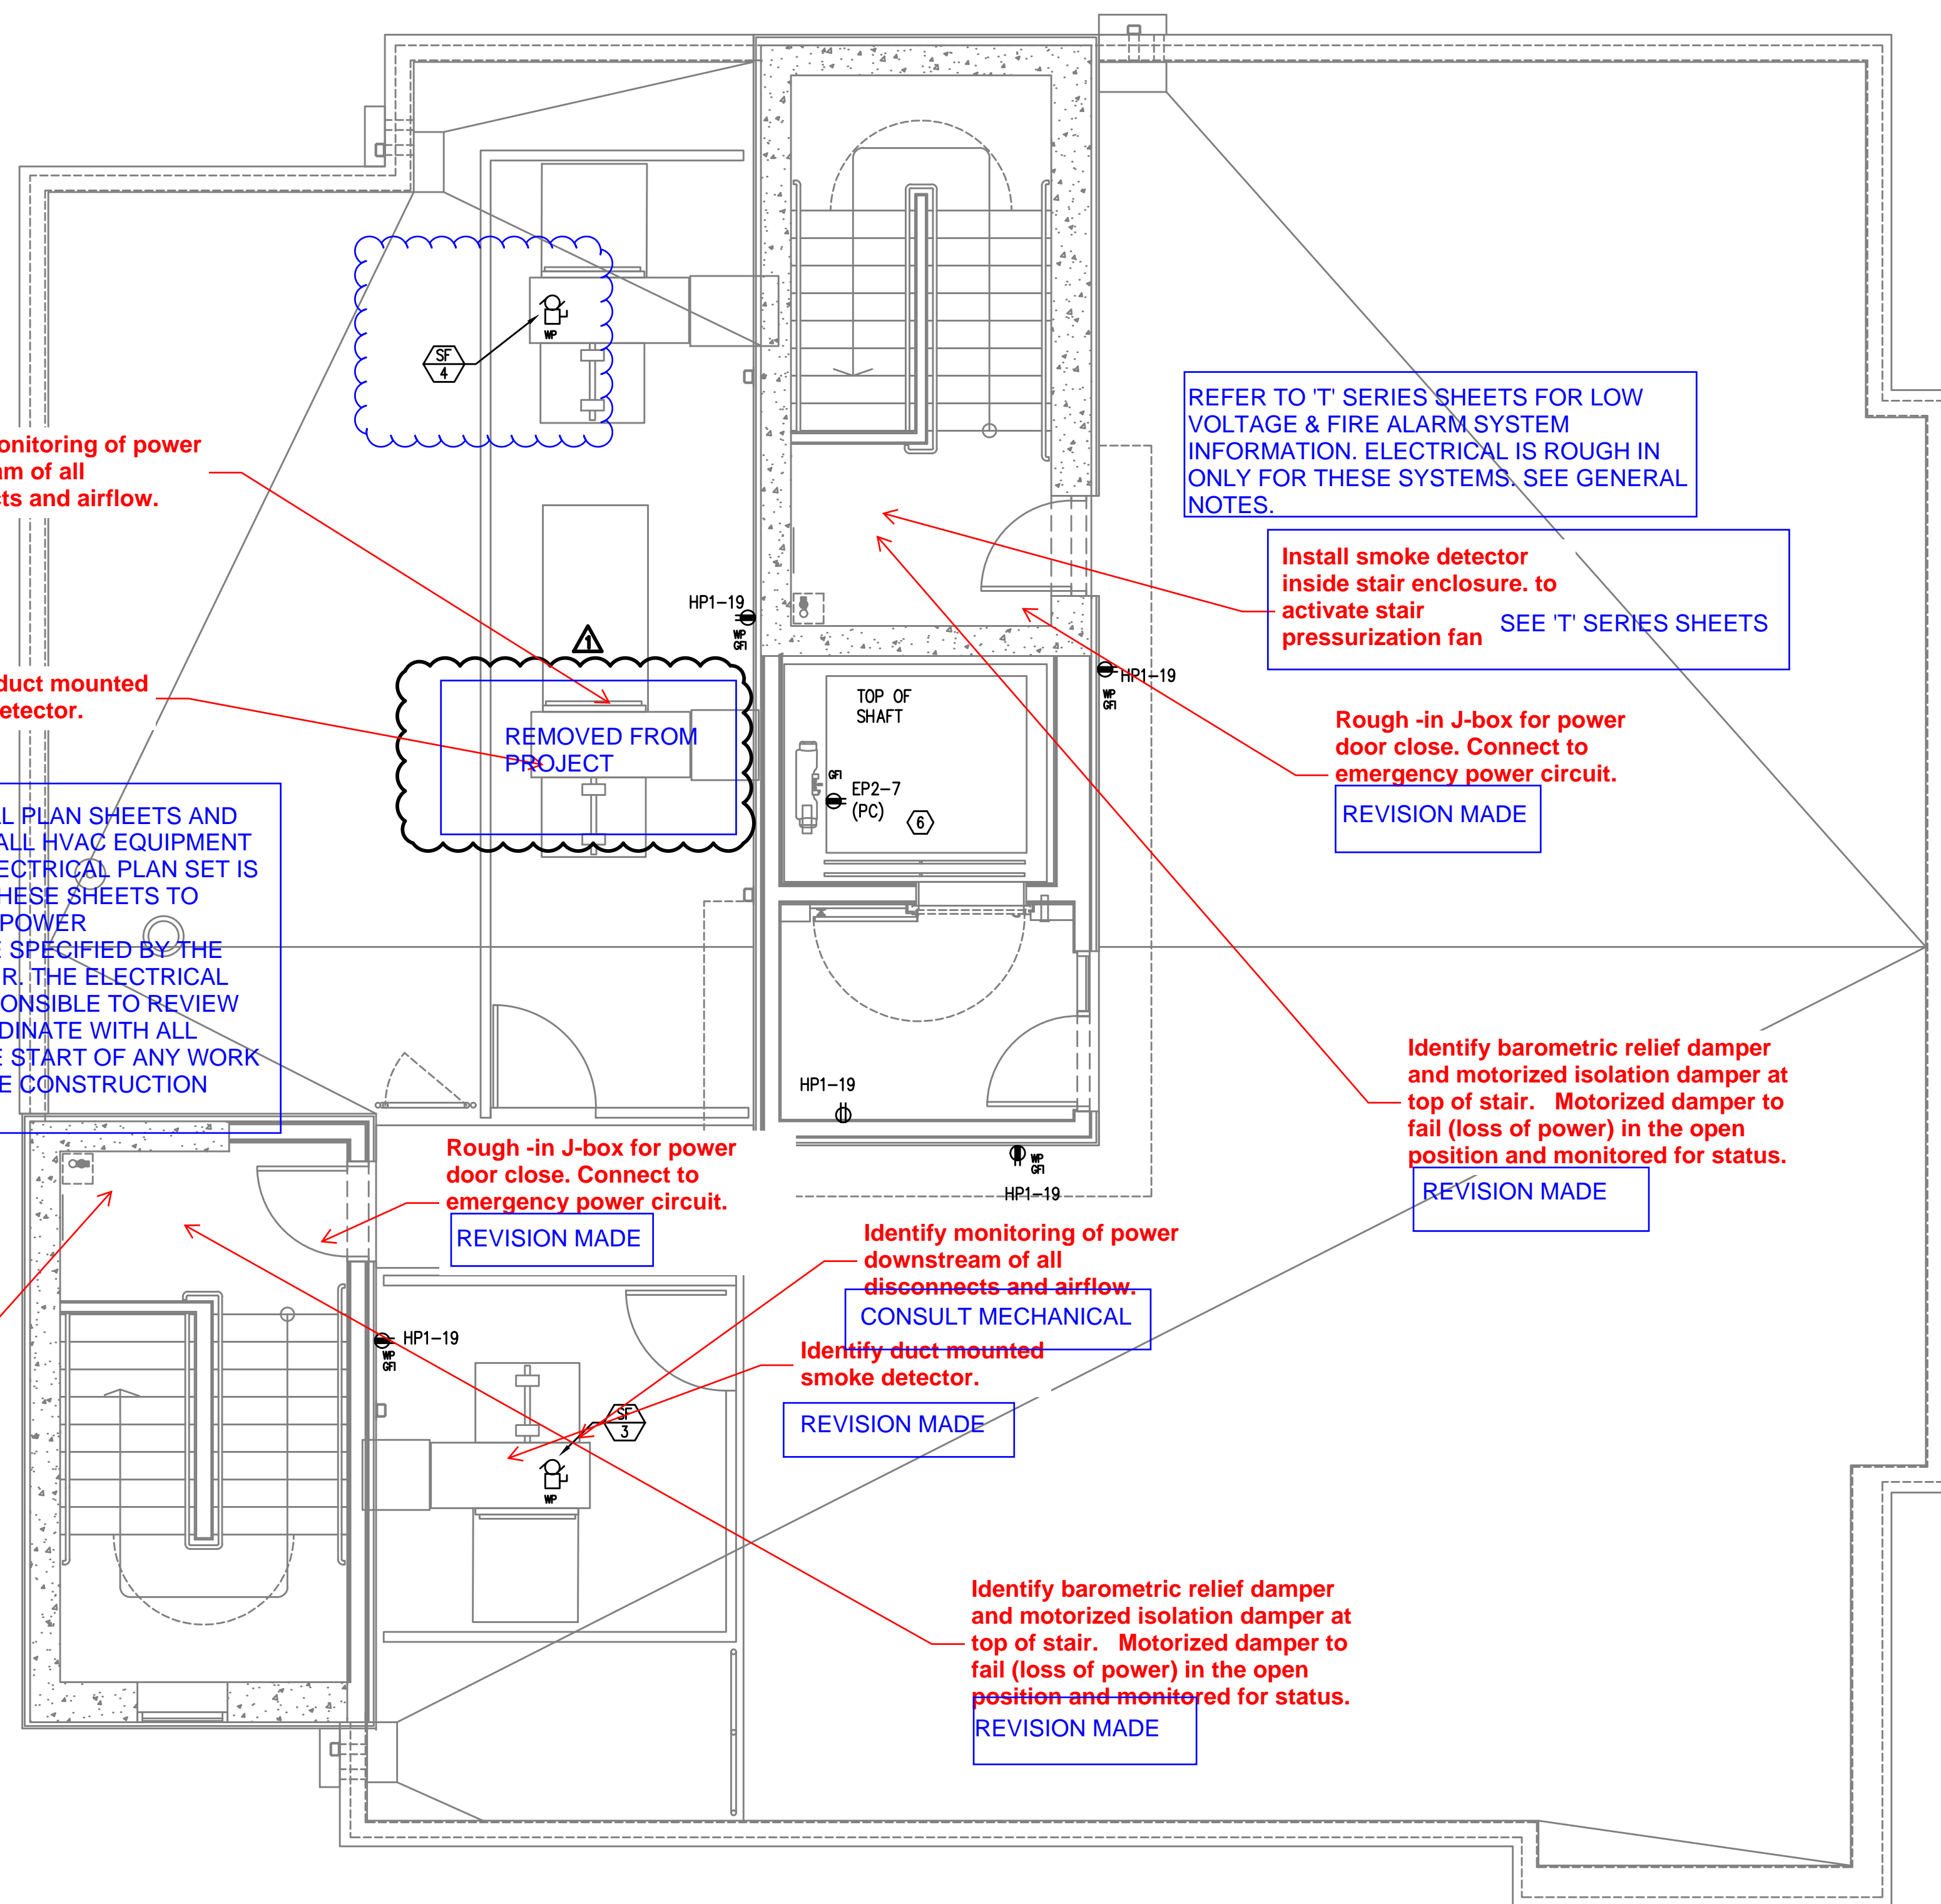 SF
4
WP
onitoring of power
am of all
cts and airflow.
REFER TO 'T' SERIES SHEETS FOR LOW
VOLTAGE & FIRE ALARM SYSTEM
INFORMATION. ELECTRICAL IS ROUGH IN
ONLY FOR THESE SYSTEMS. SEE GENERAL
NOTES.
Install smoke detector
inside stair enclosure. to
activate stair
pressurization fan
SEE 'T' SERIES SHEETS
HP1-19
WP
GFI
1
duct mounted
etector.
REMOVED FROM
PROJECT
TOP OF
SHAFT
GFI
EP2-7
(PC)
6
HP1-19
WP
GFI
Rough -in J-box for power
door close. Connect to
emergency power circuit.
REVISION MADE
LL PLAN SHEETS AND
ALL HVAC EQUIPMENT
LECTRICAL PLAN SET IS
THESE SHEETS TO
POWER
E SPECIFIED BY THE
R. THE ELECTRICAL
ONSIBLE TO REVIEW
DINATE WITH ALL
E START OF ANY WORK
E CONSTRUCTION
HP1-19
Identify barometric relief damper
and motorized isolation damper at
top of stair. Motorized damper to
fail (loss of power) in the open
position and monitored for status.
REVISION MADE
WP
GFI
HP1-19
Rough -in J-box for power
door close. Connect to
emergency power circuit.
REVISION MADE
Identify monitoring of power
downstream of all
disconnects and airflow.
CONSULT MECHANICAL
HP1-19
WP
GFI
Identify duct mounted
smoke detector.
REVISION MADE
SF
3
WP
Identify barometric relief damper
and motorized isolation damper at
top of stair. Motorized damper to
fail (loss of power) in the open
position and monitored for status.
REVISION MADE